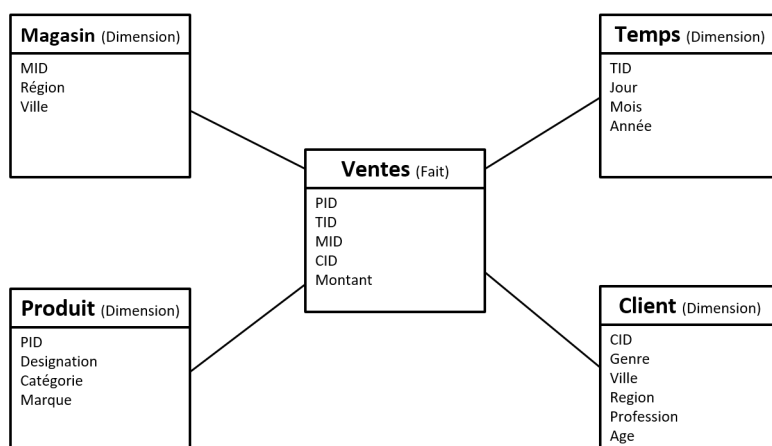 Magasin (Dimension)
MID
Région
Ville
Temps (Dimension)
TID
Jour
Mois
Année
Ventes (Fait)
PID
TID
MID
CID
Montant
Produit (Dimension)
PID
Designation
Catégorie
Marque
Client (Dimension)
CID
Genre
Ville
Region
Profession
Age